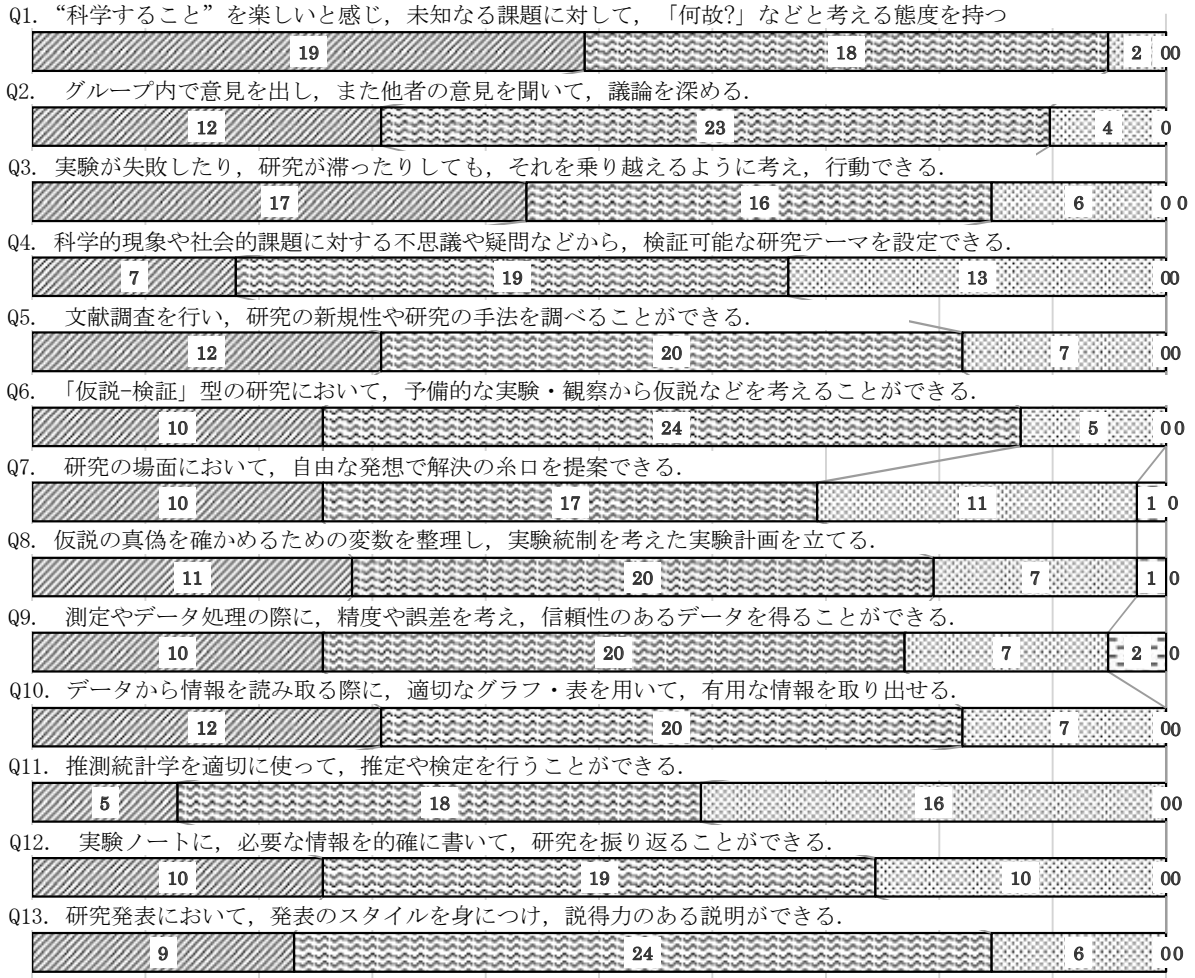 Q1. “科学すること”を楽しいと感じ，未知なる課題に対して，「何故?」などと考える態度を持つ
19 18 2 00
Q2. グループ内で意見を出し，また他者の意見を聞いて，議論を深める．
12 23 4 0
Q3. 実験が失敗したり，研究が滞ったりしても，それを乗り越えるように考え，行動できる．
17 16 6 0 0
Q4. 科学的現象や社会的課題に対する不思議や疑問などから，検証可能な研究テーマを設定できる．
7 19 13 00
Q5. 文献調査を行い，研究の新規性や研究の手法を調べることができる．
12 20 7 00
Q6. 「仮説-検証」型の研究において，予備的な実験・観察から仮説などを考えることができる．
10 24 5 0 0
Q7. 研究の場面において，自由な発想で解決の糸口を提案できる．
10 17 11 1 0
Q8. 仮説の真偽を確かめるための変数を整理し，実験統制を考えた実験計画を立てる．
11 20 7 1 0
Q9. 測定やデータ処理の際に，精度や誤差を考え，信頼性のあるデータを得ることができる．
10 20 7 2 0
Q10. データから情報を読み取る際に，適切なグラフ・表を用いて，有用な情報を取り出せる．
12 20 7 00
Q11. 推測統計学を適切に使って，推定や検定を行うことができる．
5 18 16 00
Q12. 実験ノートに，必要な情報を的確に書いて，研究を振り返ることができる．
10 19 10 00
Q13. 研究発表において，発表のスタイルを身につけ，説得力のある説明ができる．
9 24 6 0 0